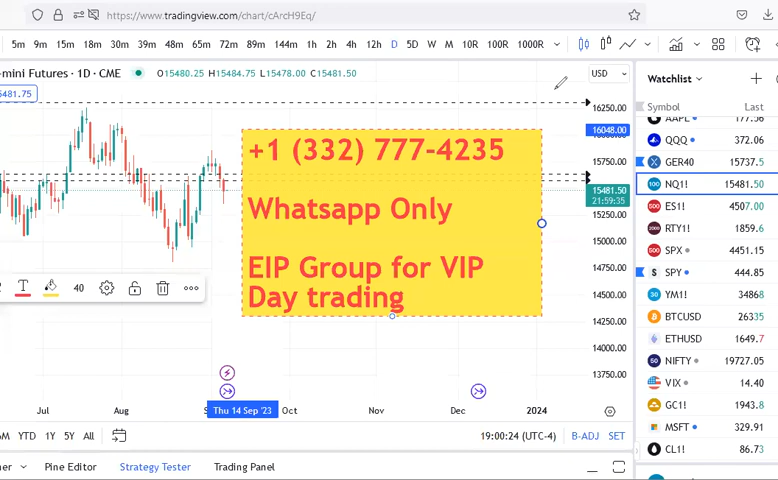 https://www.tradingview.com/chart/cArcH9Eq/
5m 9m 15m 18m 30m 39m 48m 65m 72m 89m 144m 1h 2h 4h 12h D 5D W M 10R 100R 1000R
-mini Futures · 1D · CME O15480.25 H15484.75 L15478.00 C15481.50
5481.75
USD
16250.00
16048.00
15750.00
15481.50
21:59:35
15250.00
15000.00
14750.00
14500.00
14250.00
14000.00
13750.00
+1 (332) 777-4235
Whatsapp Only
EIP Group for VIP
Day trading
T 40
Jul Aug Thu 14 Sep '23 Oct Nov Dec 2024
YTD 1Y 5Y All 19:00:24 (UTC-4) B-ADJ SET
Pine Editor Strategy Tester Trading Panel
Watchlist
Symbol Last
AAPL 177.56
QQQ 372.06
GER40 15737.5
NQ1! 15481.50
ES1! 4507.00
RTY1! 1859.6
SPX 4451.15
SPY 444.85
YM1! 34868
BTCUSD 26335
ETHUSD 1649.7
NIFTY 19727.05
VIX 14.40
GC1! 1943.8
MSFT 329.91
CL1! 86.73